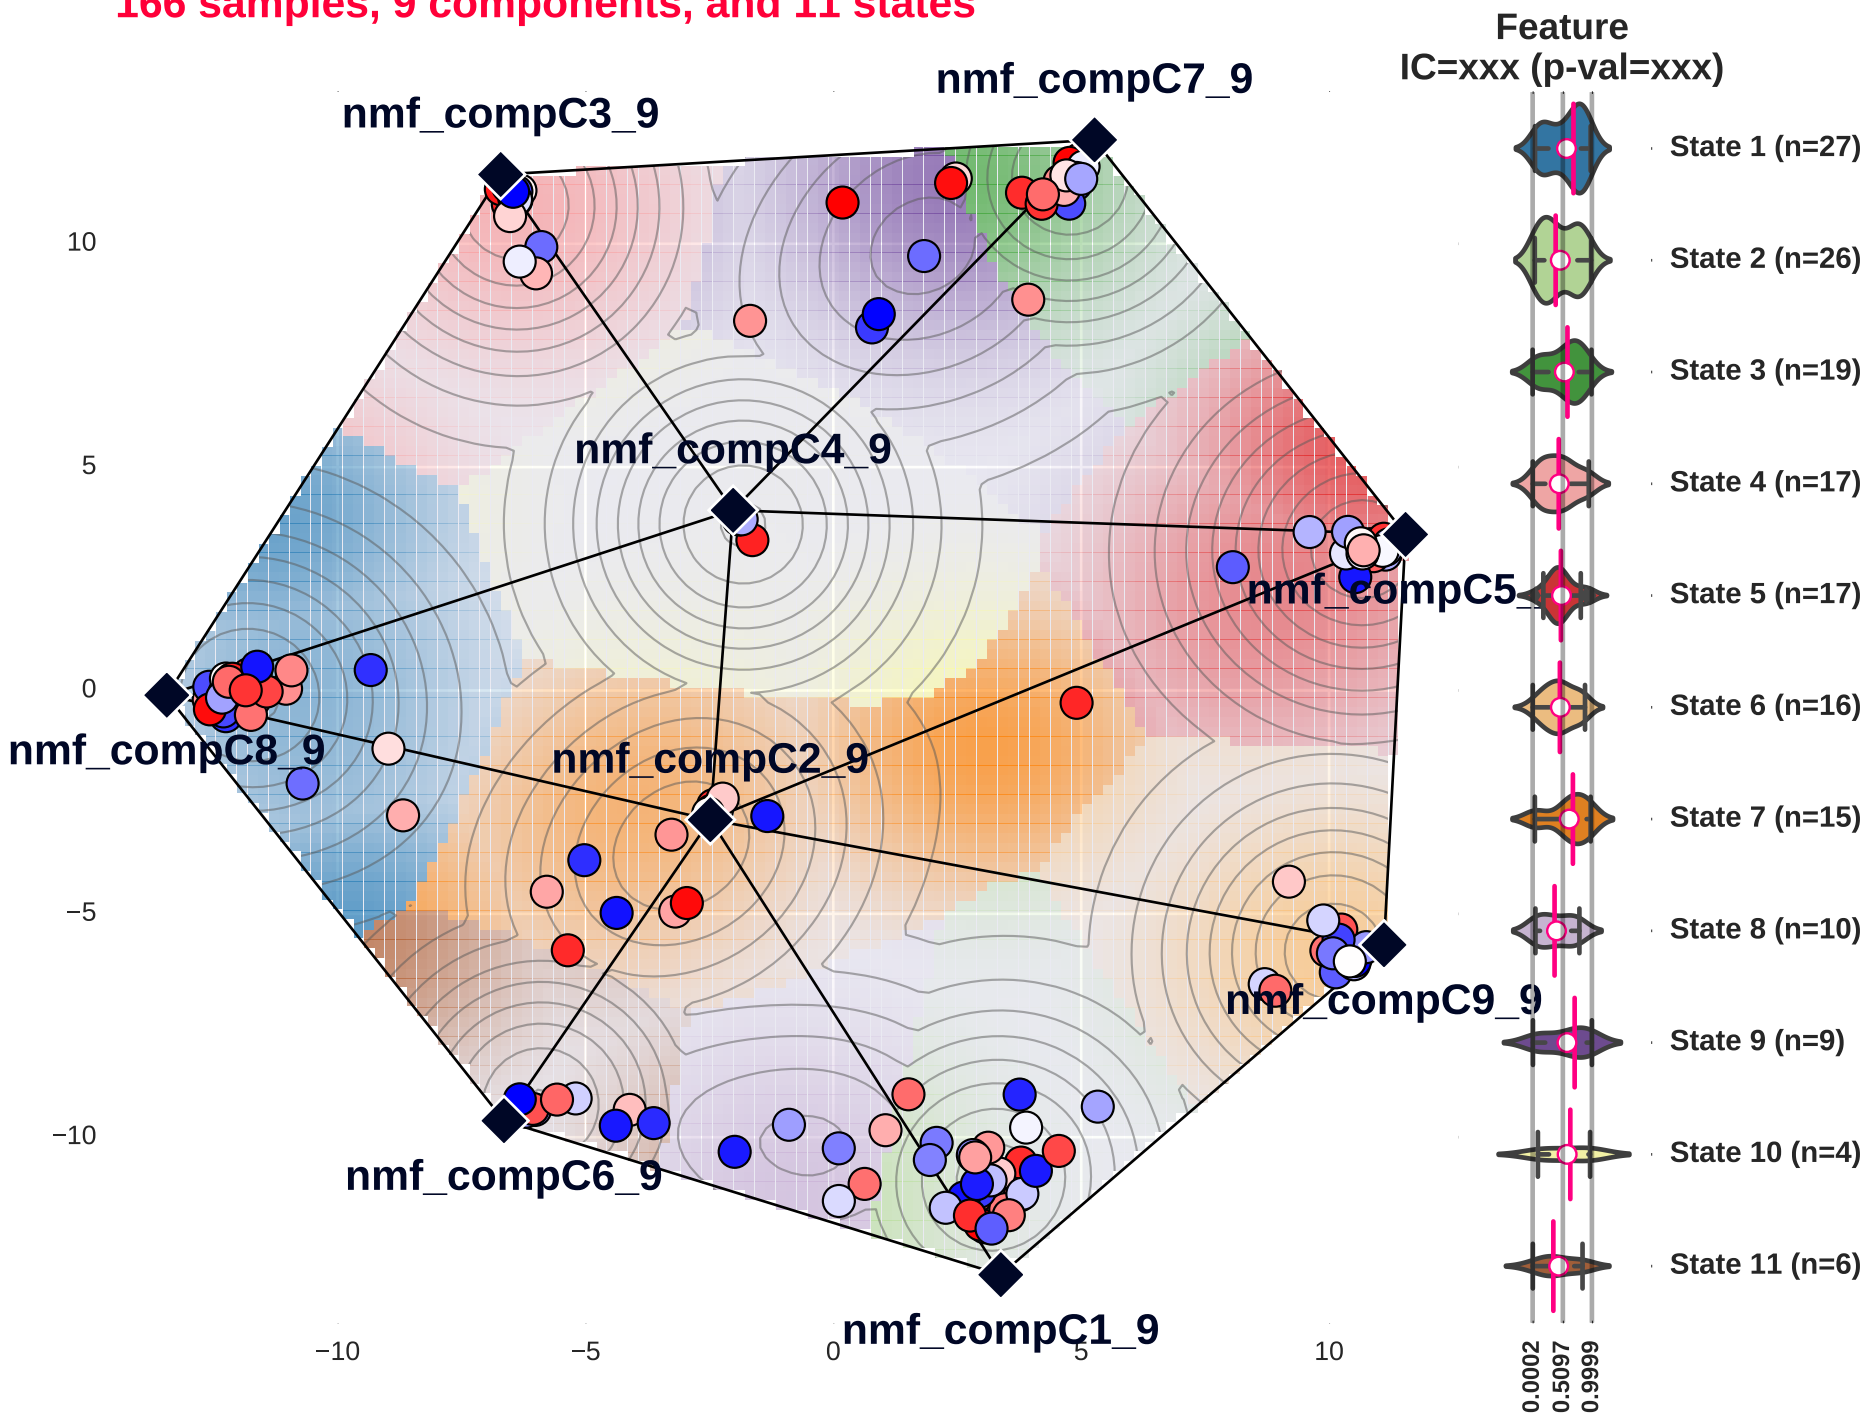 166 samples, 9 components, and 11 states
Feature
IC=xxx (p-val=xxx)
nmf_compC7_9
nmf_compC3_9
nmf_compC4_9
nmf_compC5_
nmf_compC8_9
nmf_compC2_9
nmf_compC9_9
nmf_compC6_9
nmf_compC1_9
10
5
0
−5
−10
−10
−5
0
5
10
State 1 (n=27)
State 2 (n=26)
State 3 (n=19)
State 4 (n=17)
State 5 (n=17)
State 6 (n=16)
State 7 (n=15)
State 8 (n=10)
State 9 (n=9)
State 10 (n=4)
State 11 (n=6)
0.0002
0.5097
0.9999